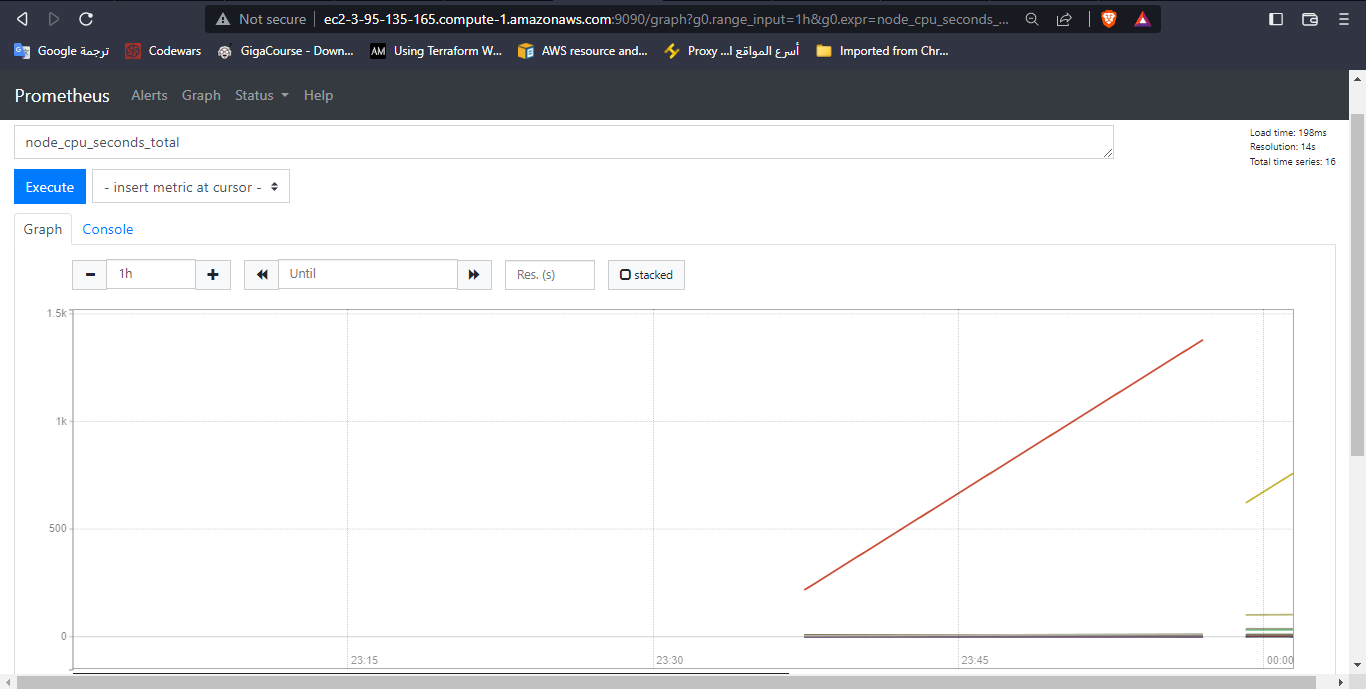 Not secure ec2-3-95-135-165.compute-1.amazonaws.com:9090/graph?g0.range_input=1h&g0.expr=node_cpu_seconds_...
Google ترجمة Codewars GigaCourse - Down... AM Using Terraform W... AWS resource and... Proxy أسرع المواقع ا... Imported from Chr...
Prometheus Alerts Graph Status Help
node_cpu_seconds_total
Load time: 198ms
Resolution: 14s
Total time series: 16
Execute - insert metric at cursor -
Graph Console
1h Until Res. (s) stacked
1.5k
1k
500
0
23:15 23:30 23:45 00:00